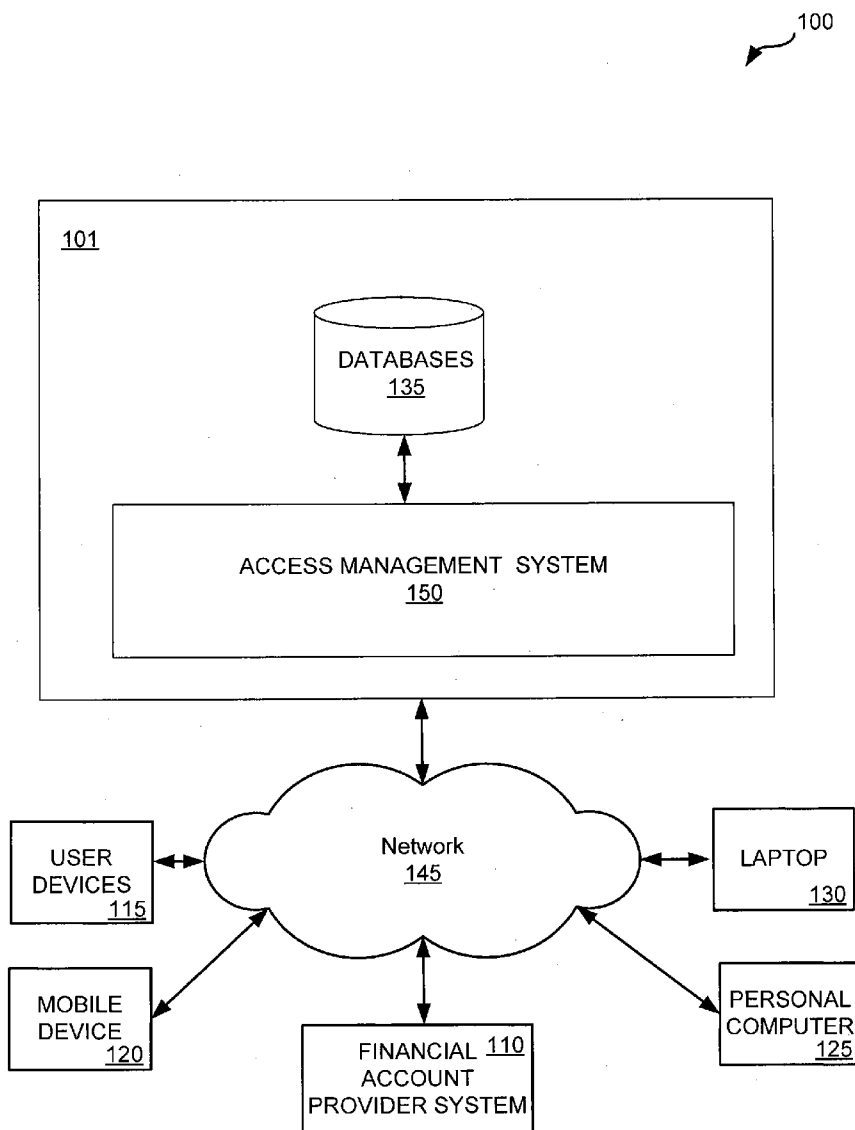 100
101
DATABASES
135
ACCESS MANAGEMENT SYSTEM
150
Network
145
USER
DEVICES
115
LAPTOP
130
MOBILE
DEVICE
120
110
FINANCIAL
ACCOUNT
PROVIDER SYSTEM
PERSONAL
COMPUTER
125